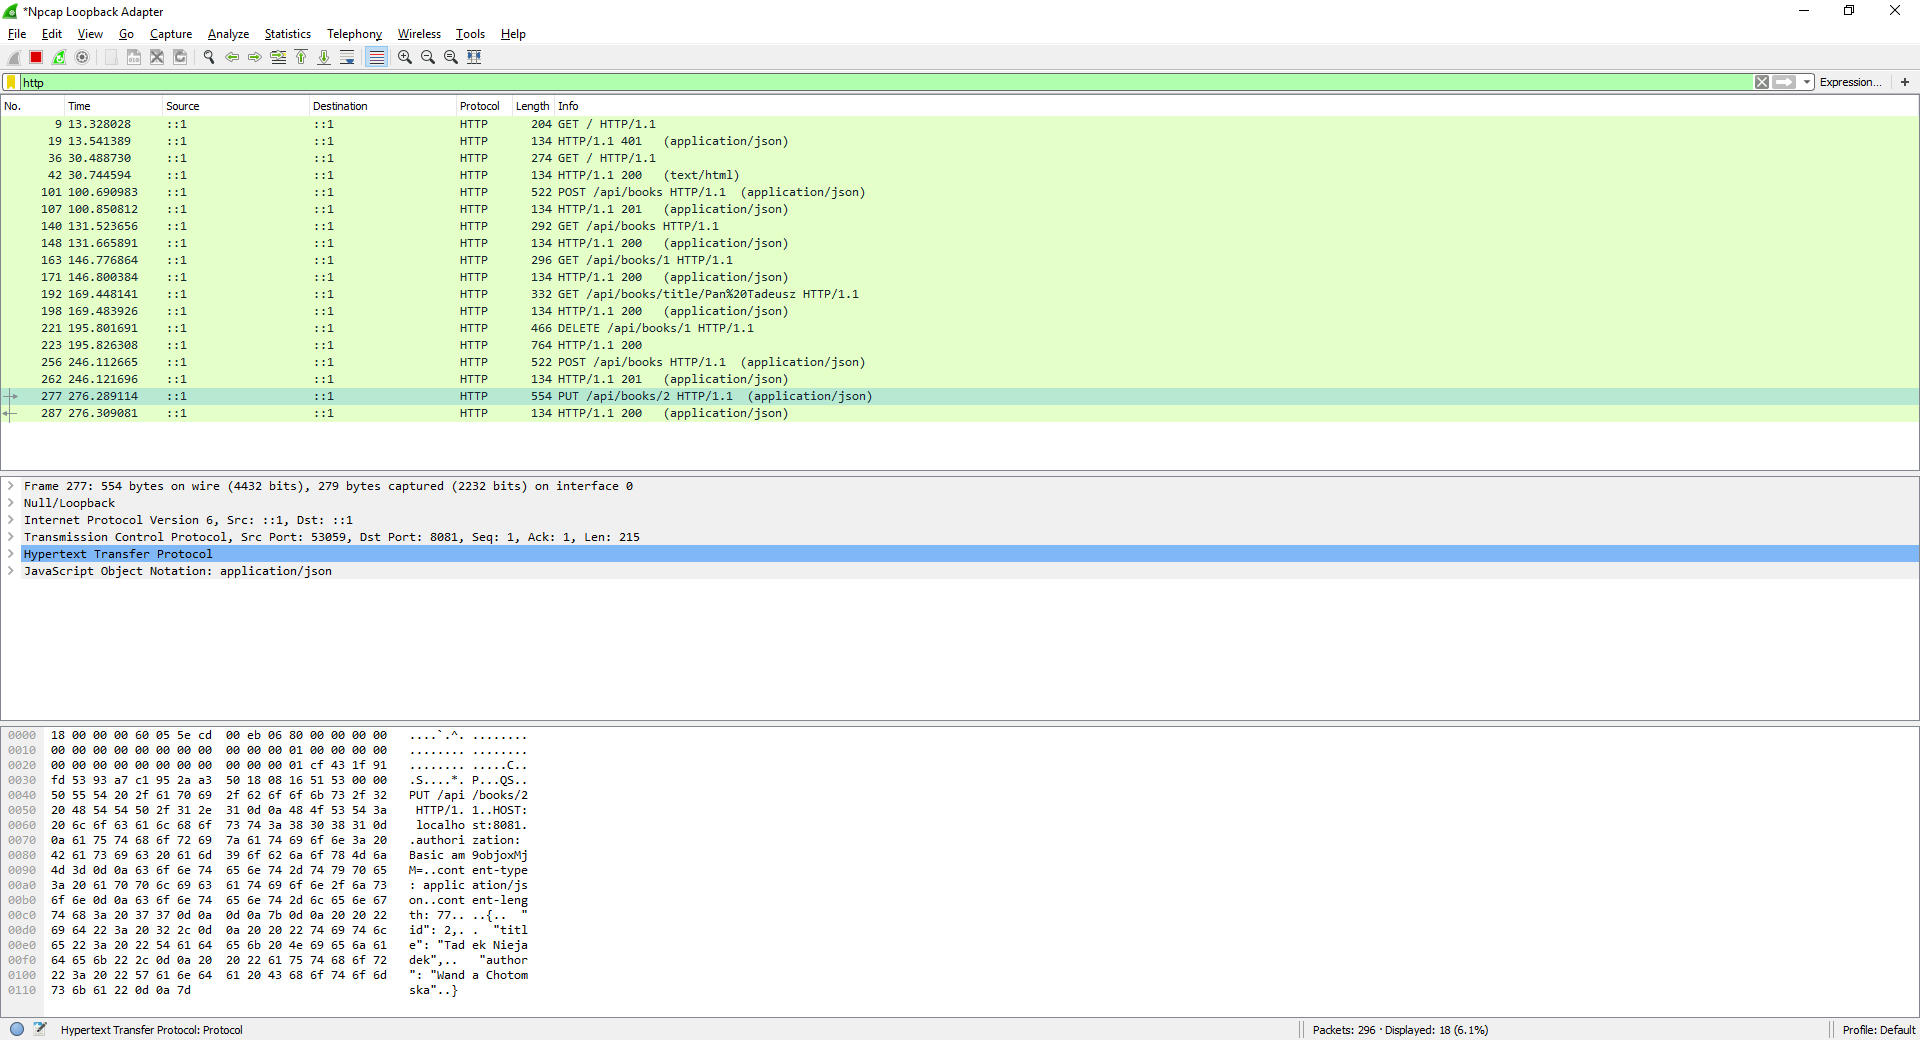 *Npcap Loopback Adapter
File Edit View Go Capture Analyze Statistics Telephony Wireless Tools Help
http Expression... +
No. Time Source Destination Protocol Length Info
9 13.328028 ::1 ::1 HTTP 204 GET / HTTP/1.1
19 13.541389 ::1 ::1 HTTP 134 HTTP/1.1 401 (application/json)
36 30.488730 ::1 ::1 HTTP 274 GET / HTTP/1.1
42 30.744594 ::1 ::1 HTTP 134 HTTP/1.1 200 (text/html)
101 100.690983 ::1 ::1 HTTP 522 POST /api/books HTTP/1.1 (application/json)
107 100.850812 ::1 ::1 HTTP 134 HTTP/1.1 201 (application/json)
140 131.523656 ::1 ::1 HTTP 292 GET /api/books HTTP/1.1
148 131.665891 ::1 ::1 HTTP 134 HTTP/1.1 200 (application/json)
163 146.776864 ::1 ::1 HTTP 296 GET /api/books/1 HTTP/1.1
171 146.800384 ::1 ::1 HTTP 134 HTTP/1.1 200 (application/json)
192 169.448141 ::1 ::1 HTTP 332 GET /api/books/title/Pan%20Tadeusz HTTP/1.1
198 169.483926 ::1 ::1 HTTP 134 HTTP/1.1 200 (application/json)
221 195.801691 ::1 ::1 HTTP 466 DELETE /api/books/1 HTTP/1.1
223 195.826308 ::1 ::1 HTTP 764 HTTP/1.1 200
256 246.112665 ::1 ::1 HTTP 522 POST /api/books HTTP/1.1 (application/json)
262 246.121696 ::1 ::1 HTTP 134 HTTP/1.1 201 (application/json)
277 276.289114 ::1 ::1 HTTP 554 PUT /api/books/2 HTTP/1.1 (application/json)
287 276.309081 ::1 ::1 HTTP 134 HTTP/1.1 200 (application/json)
Frame 277: 554 bytes on wire (4432 bits), 279 bytes captured (2232 bits) on interface 0
Null/Loopback
Internet Protocol Version 6, Src: ::1, Dst: ::1
Transmission Control Protocol, Src Port: 53059, Dst Port: 8081, Seq: 1, Ack: 1, Len: 215
Hypertext Transfer Protocol
JavaScript Object Notation: application/json
0000 18 00 00 00 60 05 5e cd 00 eb 06 80 00 00 00 00 ....`.^. ........
0010 00 00 00 00 00 00 00 00 00 00 00 01 00 00 00 00 ........ ........
0020 00 00 00 00 00 00 00 00 00 00 00 01 cf 43 1f 91 ........ .....C..
0030 fd 53 93 a7 c1 95 2a a3 50 18 08 16 51 53 00 00 .S....*. P...QS..
0040 50 55 54 20 2f 61 70 69 2f 62 6f 6f 6b 73 2f 32 PUT /api /books/2
0050 20 48 54 54 50 2f 31 2e 31 0d 0a 48 4f 53 54 3a HTTP/1. 1..HOST:
0060 20 6c 6f 63 61 6c 68 6f 73 74 3a 38 30 38 31 0d localho st:8081.
0070 0a 61 75 74 68 6f 72 69 7a 61 74 69 6f 6e 3a 20 .authori zation:
0080 42 61 73 69 63 20 61 6d 39 6f 62 6a 6f 78 4d 6a Basic am 9objoxMj
0090 4d 3d 0d 0a 63 6f 6e 74 65 6e 74 2d 74 79 70 65 M=..cont ent-type
00a0 3a 20 61 70 70 6c 69 63 61 74 69 6f 6e 2f 6a 73 : applic ation/js
00b0 6f 6e 0d 0a 63 6f 6e 74 65 6e 74 2d 6c 65 6e 67 on..cont ent-leng
00c0 74 68 3a 20 37 37 0d 0a 0d 0a 7b 0d 0a 20 20 22 th: 77.. ..{.. "
00d0 69 64 22 3a 20 32 2c 0d 0a 20 20 22 74 69 74 6c id": 2,. . "titl
00e0 65 22 3a 20 22 54 61 64 65 6b 20 4e 69 65 6a 61 e": "Tad ek Nieja
00f0 64 65 6b 22 2c 0d 0a 20 20 22 61 75 74 68 6f 72 dek",.. "author
0100 22 3a 20 22 57 61 6e 64 61 20 43 68 6f 74 6f 6d ": "Wand a Chotom
0110 73 6b 61 22 0d 0a 7d ska"..}
Hypertext Transfer Protocol: Protocol Packets: 296 · Displayed: 18 (6.1%) Profile: Default